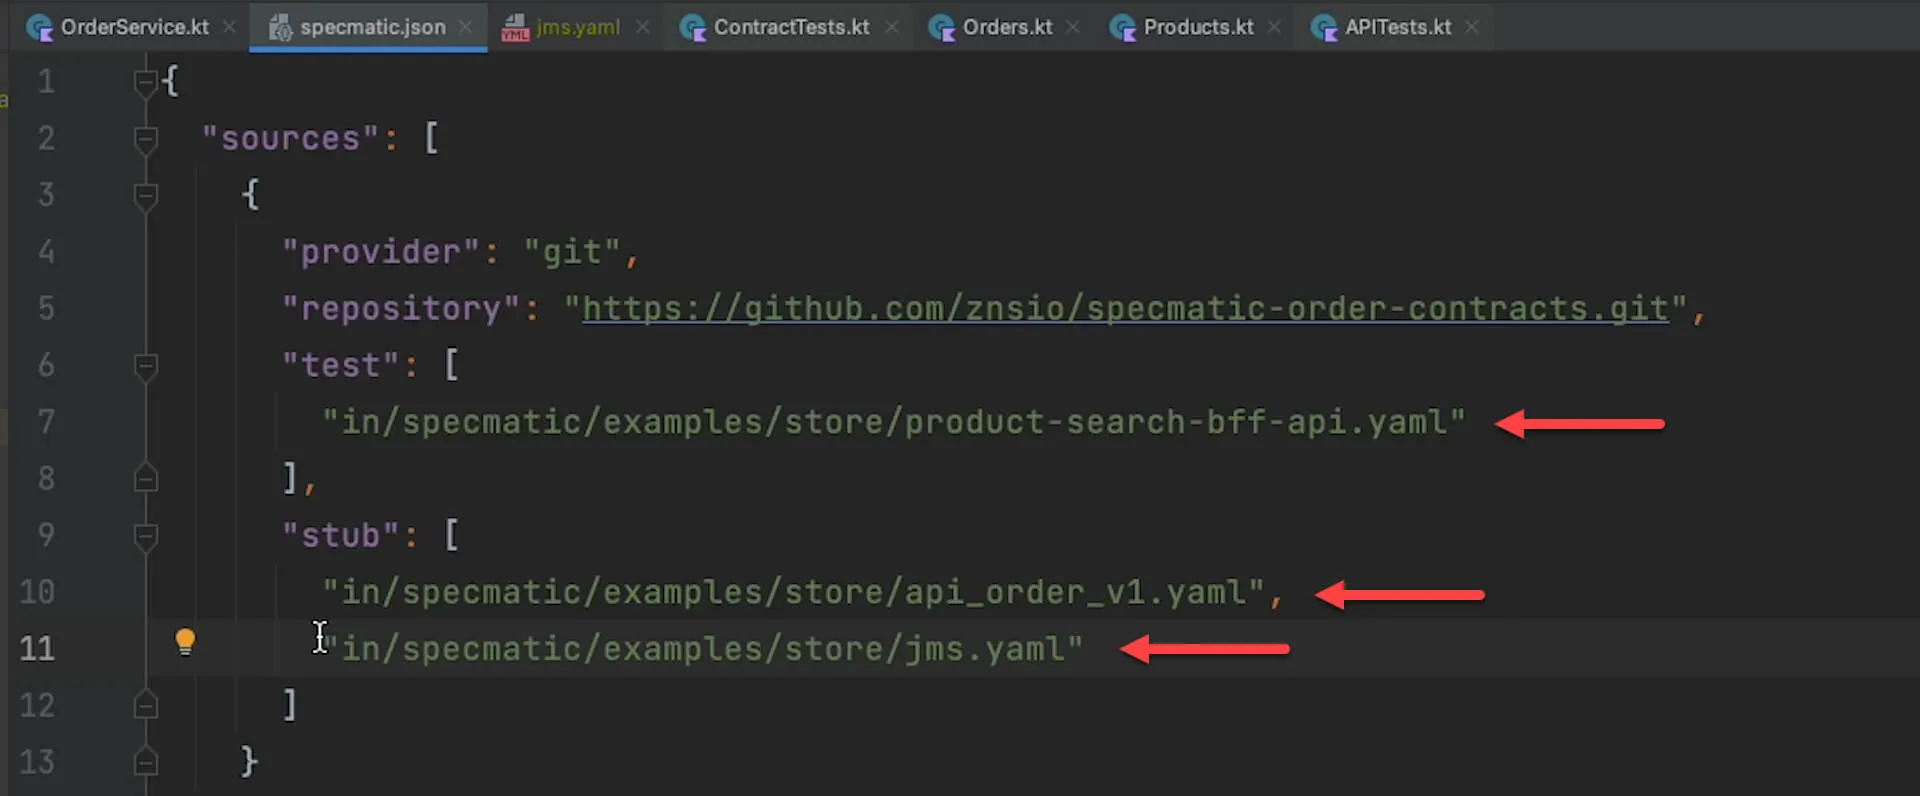 OrderService.kt specmatic.json YML jms.yaml ContractTests.kt Orders.kt Products.kt APITests.kt
1 {
2 "sources": [
3 {
4 "provider": "git",
5 "repository": "https://github.com/znsio/specmatic-order-contracts.git",
6 "test": [
7 "in/specmatic/examples/store/product-search-bff-api.yaml"
8 ],
9 "stub": [
10 "in/specmatic/examples/store/api_order_v1.yaml",
11 "in/specmatic/examples/store/jms.yaml"
12 ]
13 }